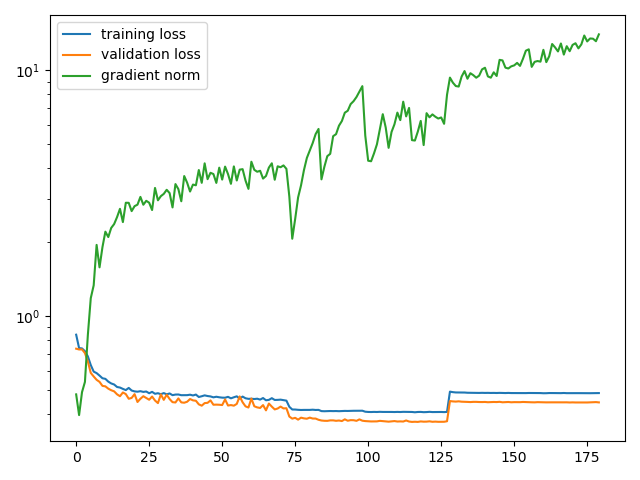 training loss
validation loss
gradient norm
10¹
10⁰
0 25 50 75 100 125 150 175